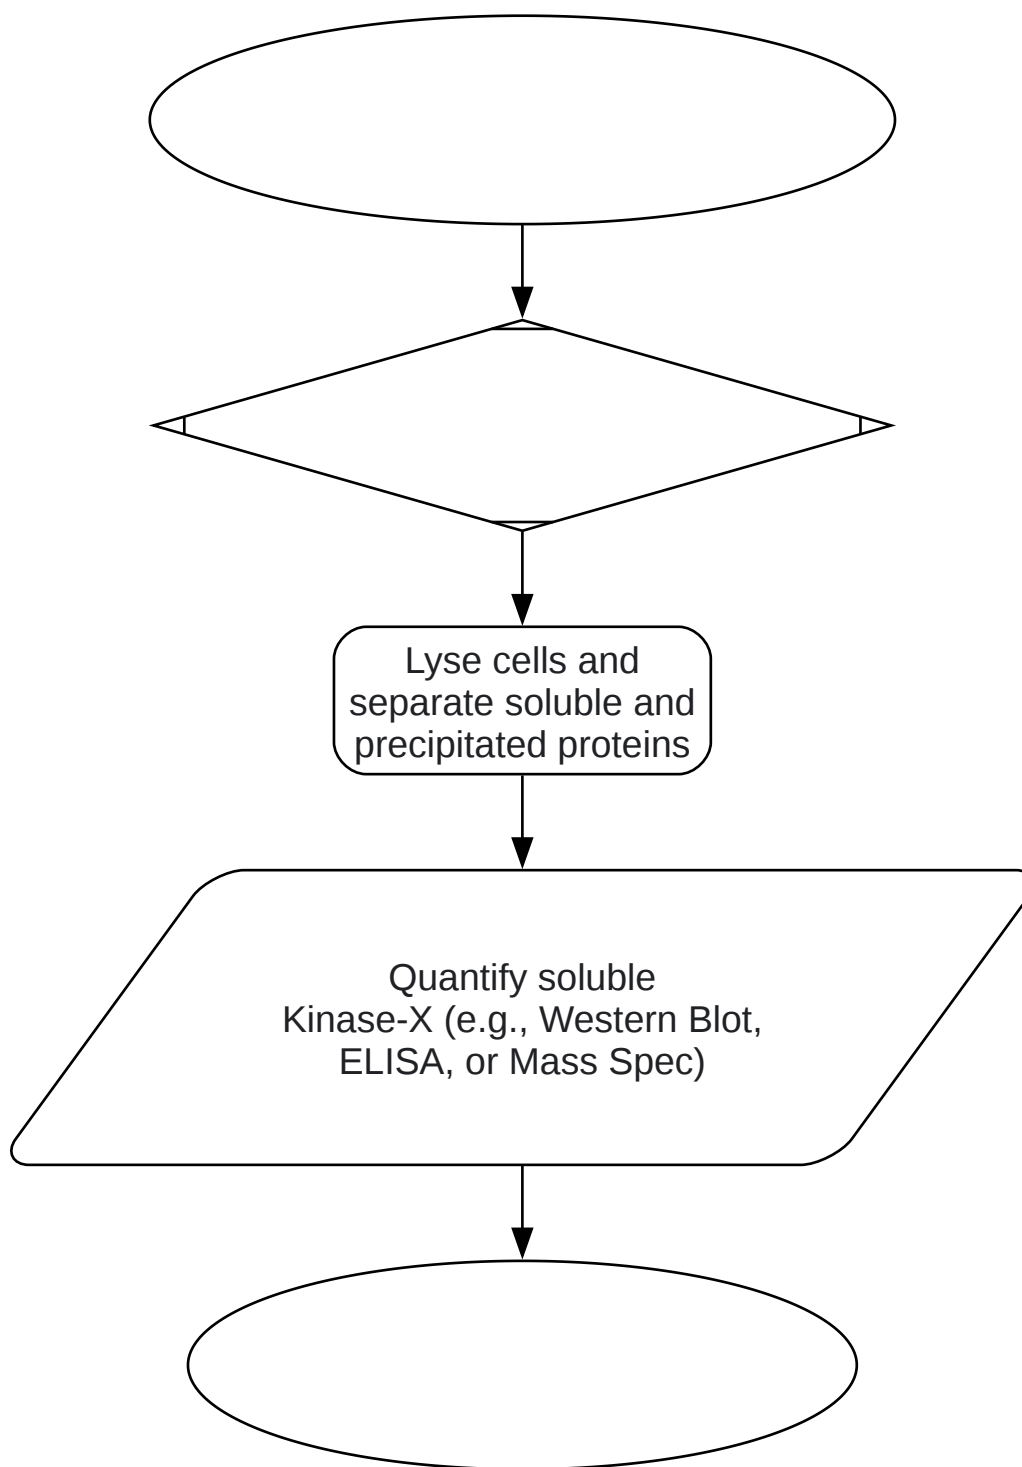 Lyse cells and
separate soluble and
precipitated proteins
Quantify soluble
Kinase-X (e.g., Western Blot,
ELISA, or Mass Spec)